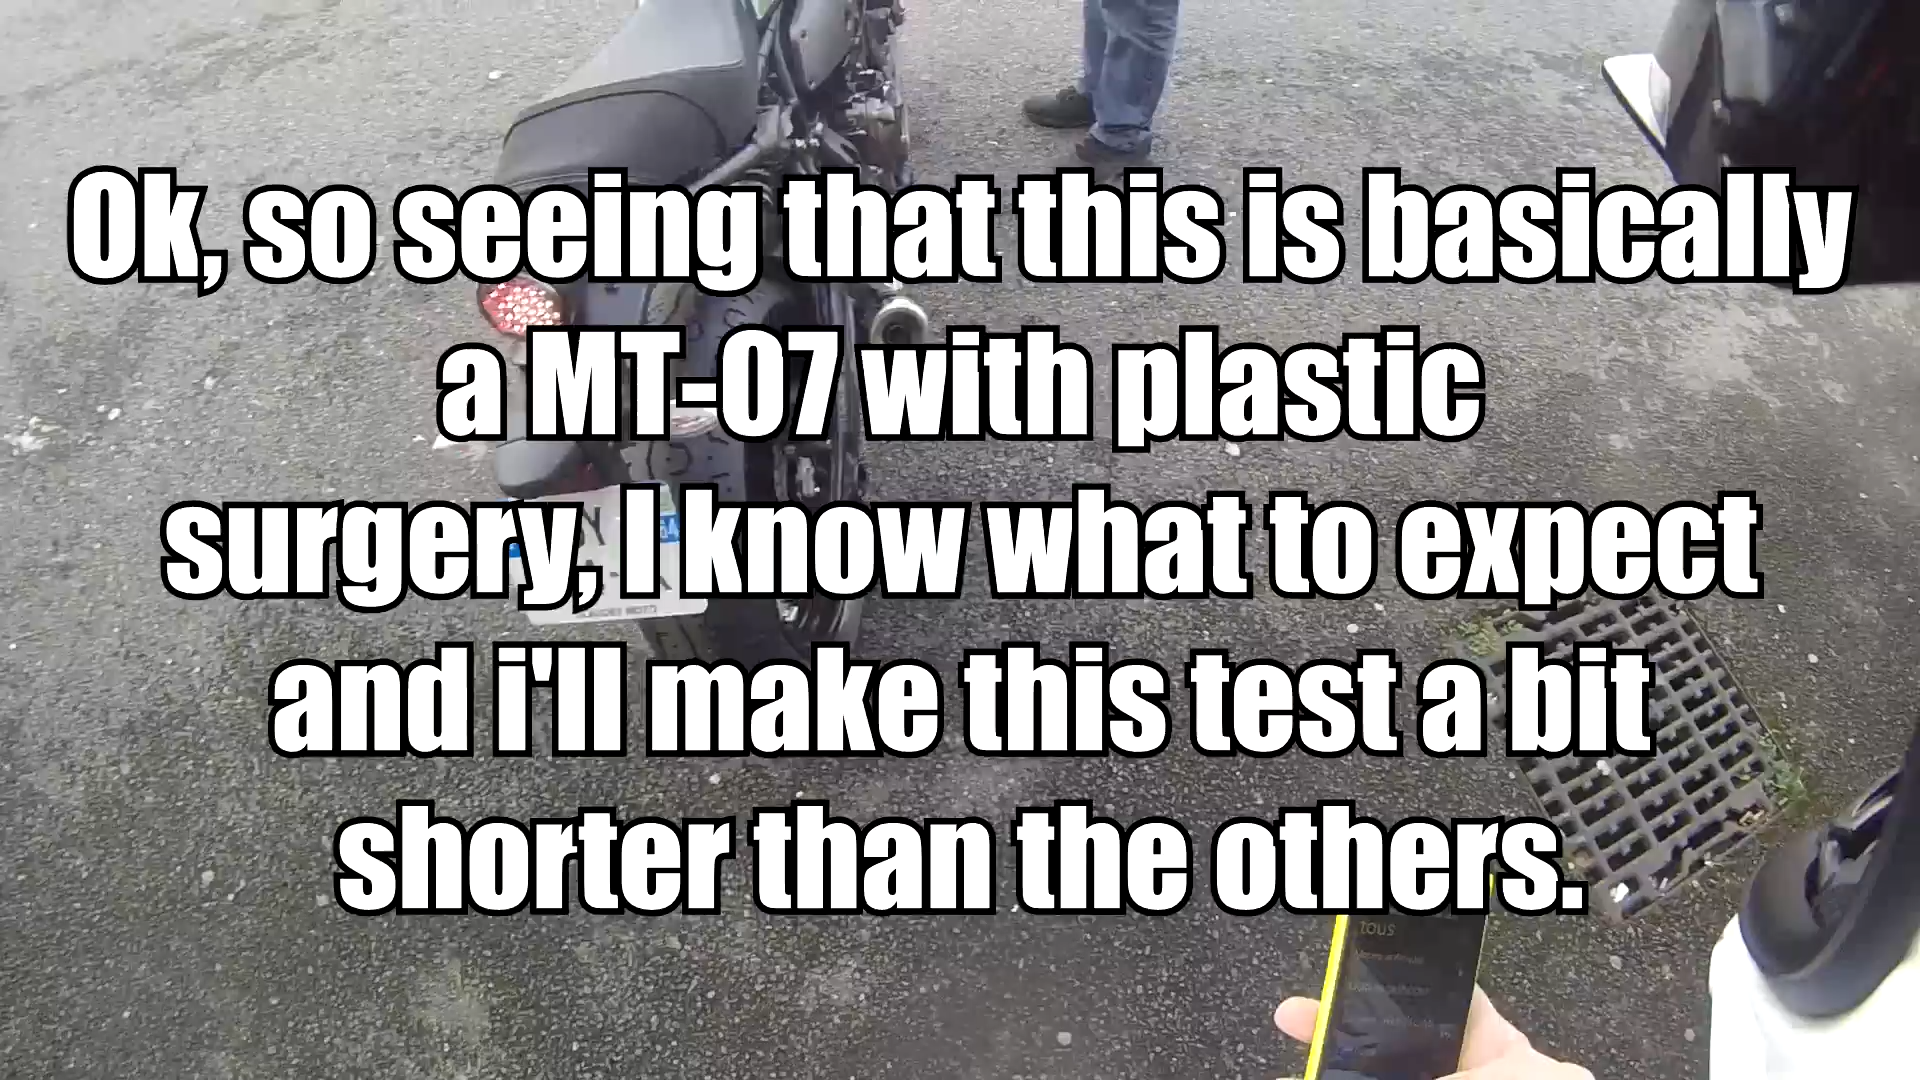 Ok, so seeing that this is basically
a MT-07 with plastic
surgery, I know what to expect
and i'll make this test a bit
shorter than the others.
64
tous